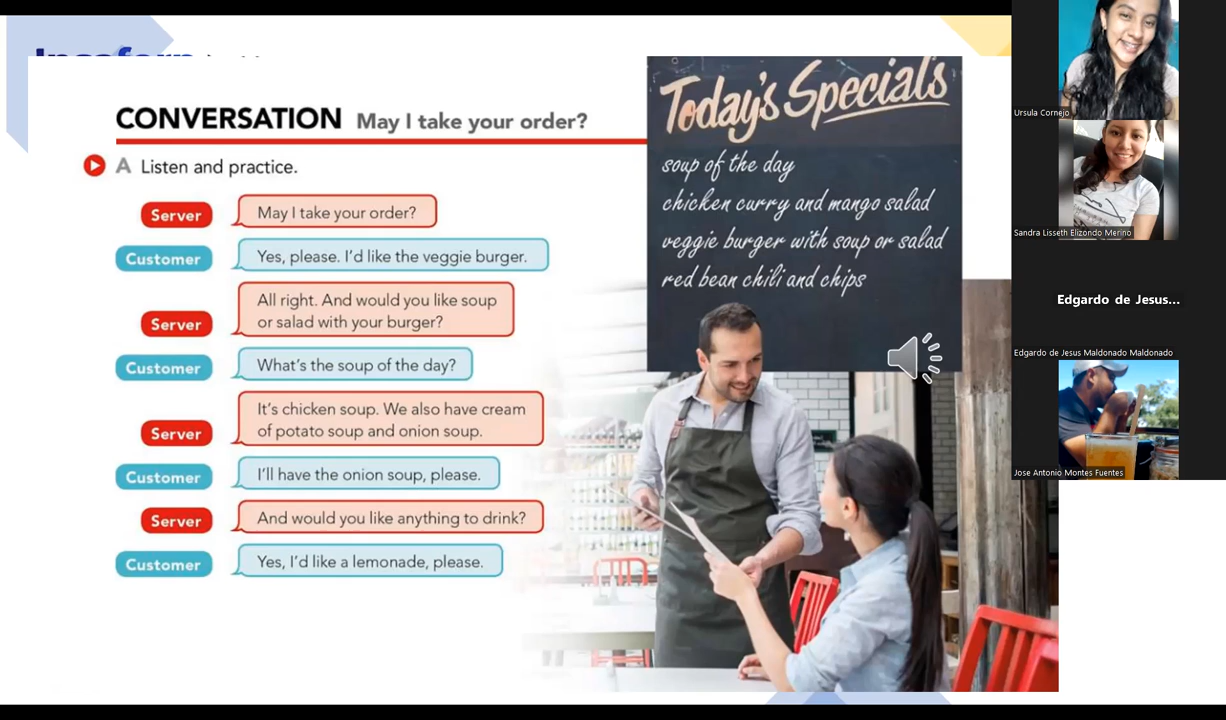 CONVERSATION May I take your order?
A Listen and practice.
Server May I take your order?
Customer Yes, please. I'd like the veggie burger.
Server All right. And would you like soup
or salad with your burger?
Customer What's the soup of the day?
Server It's chicken soup. We also have cream
of potato soup and onion soup.
Customer I'll have the onion soup, please.
Server And would you like anything to drink?
Customer Yes, I'd like a lemonade, please.
Today's Specials
soup of the day
chicken curry and mango salad
veggie burger with soup or salad
red bean chili and chips
Ursula Cornejo
Sandra Lisseth Elizondo Merino
Edgardo de Jesus...
Edgardo de Jesus Maldonado Maldonado
Jose Antonio Montes Fuentes